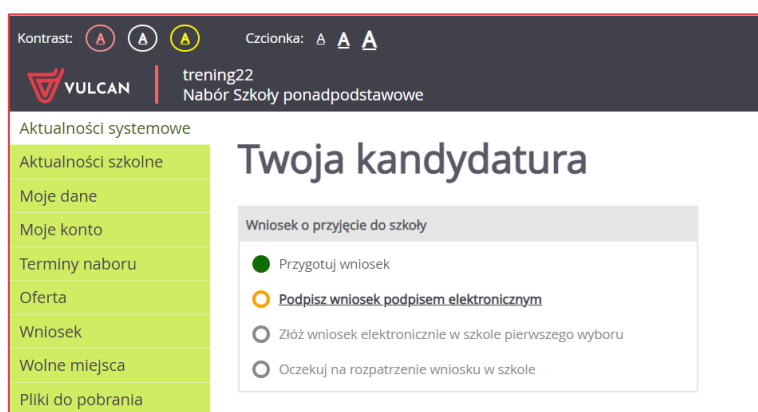 Kontrast: A A A Czcionka: A A A
VULCAN
trening22
Nabór Szkoły ponadpodstawowe
Aktualności systemowe
Aktualności szkolne
Moje dane
Moje konto
Terminy naboru
Oferta
Wniosek
Wolne miejsca
Pliki do pobrania
Twoja kandydatura
Wniosek o przyjęcie do szkoły
Przygotuj wniosek
Podpisz wniosek podpisem elektronicznym
Złóż wniosek elektronicznie w szkole pierwszego wyboru
Oczekuj na rozpatrzenie wniosku w szkole